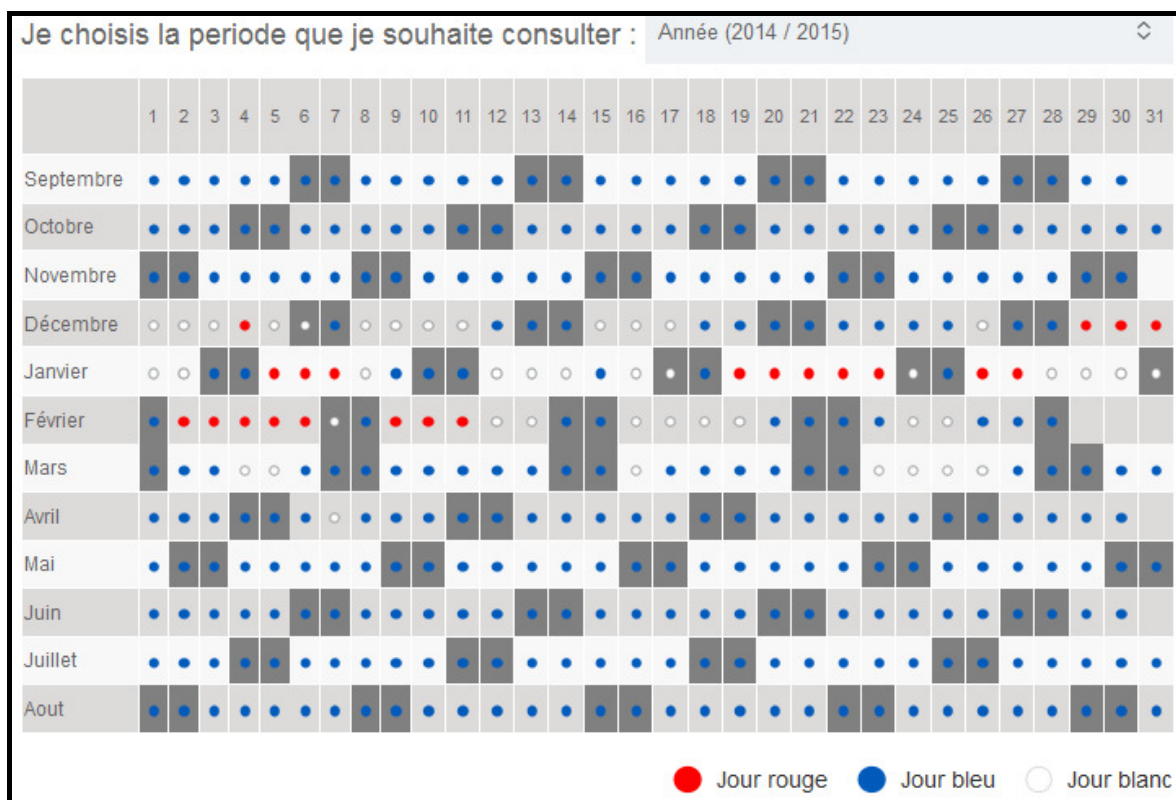 Je choisis la periode que je souhaite consulter : Année (2014 / 2015)
1 2 3 4 5 6 7 8 9 10 11 12 13 14 15 16 17 18 19 20 21 22 23 24 25 26 27 28 29 30 31
Septembre
Octobre
Novembre
Décembre
Janvier
Février
Mars
Avril
Mai
Juin
Juillet
Aout
Jour rouge Jour bleu Jour blanc